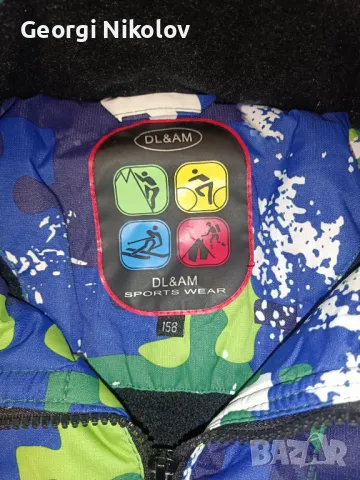 Georgi Nikolov
DL&AM
DL&AM
SPORTS WEAR
158
BAZAR